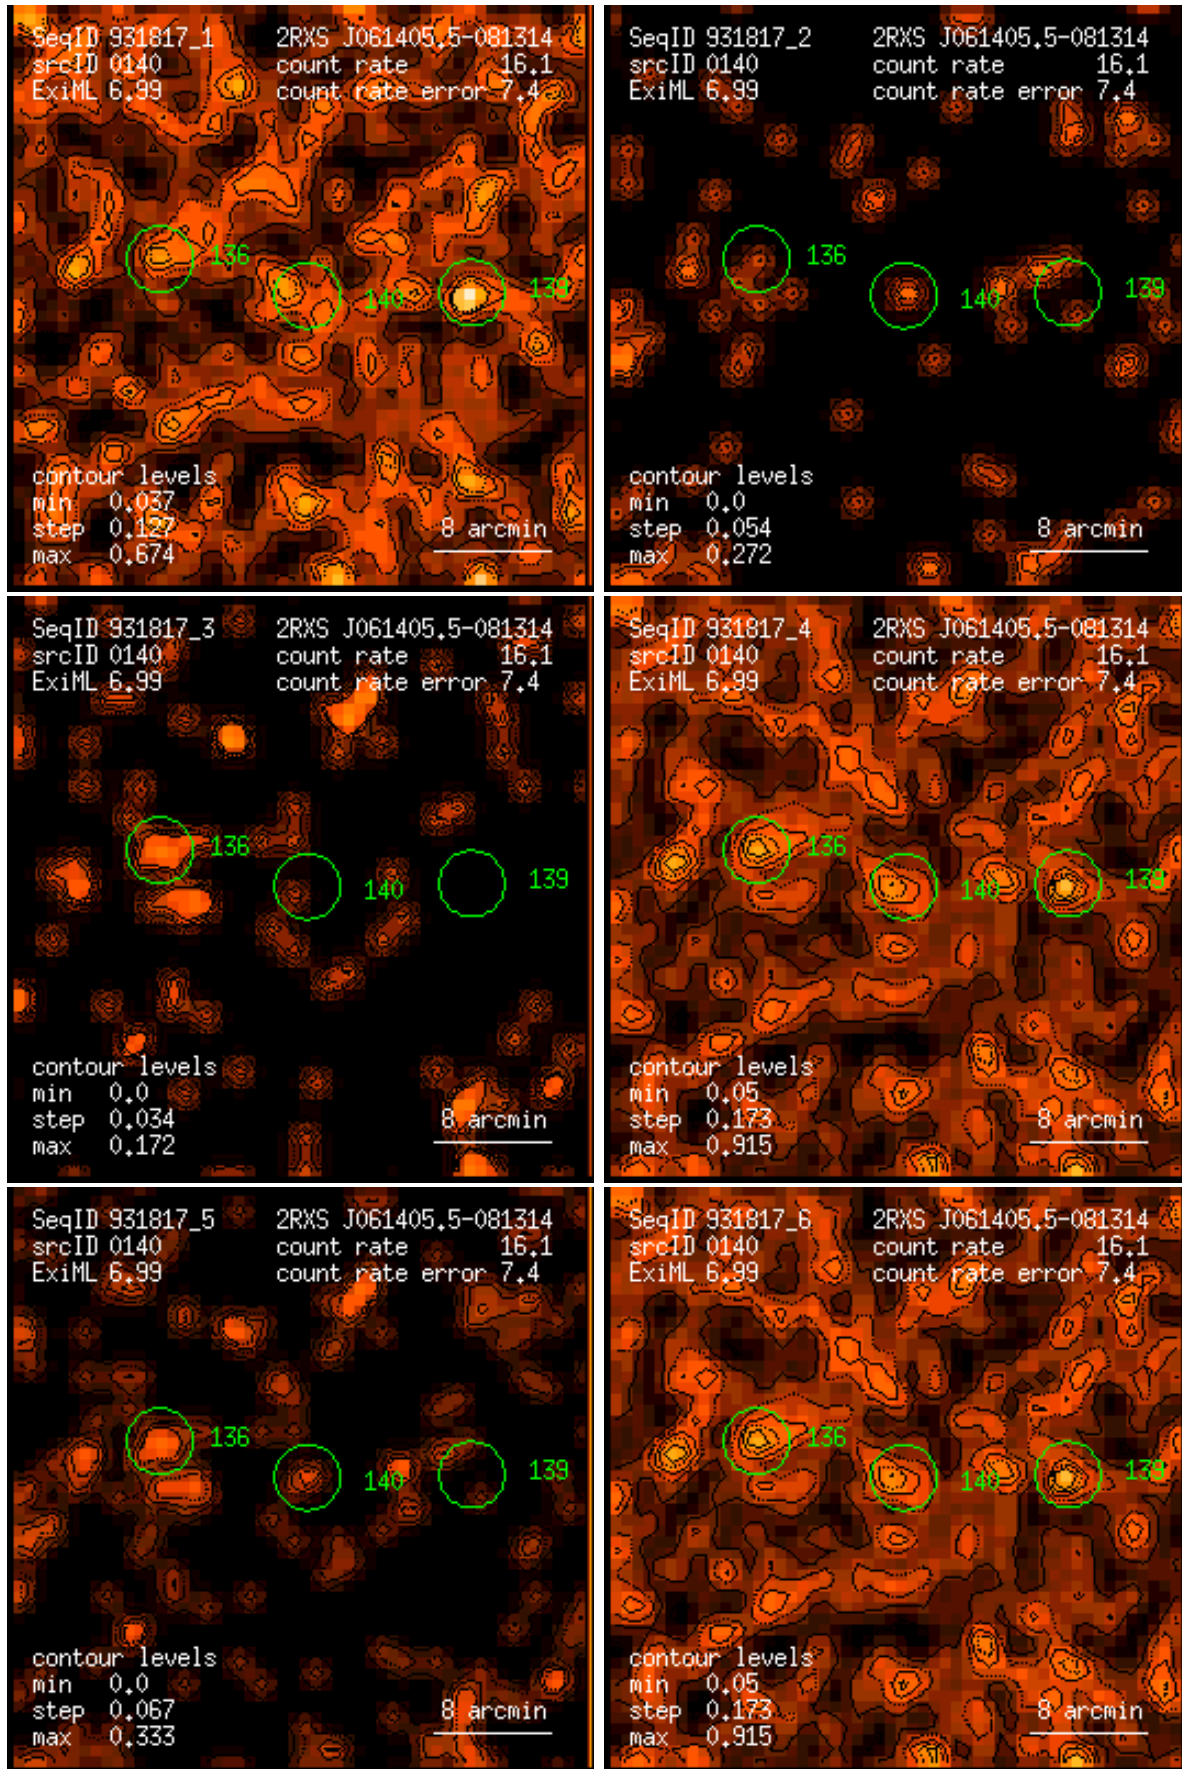 SeqID 931817_1 2RXS J061405.5-081314
srcID 0140 count rate 16.1
ExiML 6.99 count rate error 7.4
136
140
139
contour levels
min 0.037
step 0.127
max 0.674
8 arcmin
SeqID 931817_2 2RXS J061405.5-081314
srcID 0140 count rate 16.1
ExiML 6.99 count rate error 7.4
136
140
139
contour levels
min 0.0
step 0.054
max 0.272
8 arcmin
SeqID 931817_3 2RXS J061405.5-081314
srcID 0140 count rate 16.1
ExiML 6.99 count rate error 7.4
136
140
139
contour levels
min 0.0
step 0.034
max 0.172
8 arcmin
SeqID 931817_4 2RXS J061405.5-081314
srcID 0140 count rate 16.1
ExiML 6.99 count rate error 7.4
136
140
139
contour levels
min 0.05
step 0.173
max 0.915
8 arcmin
SeqID 931817_5 2RXS J061405.5-081314
srcID 0140 count rate 16.1
ExiML 6.99 count rate error 7.4
136
140
139
contour levels
min 0.0
step 0.067
max 0.333
8 arcmin
SeqID 931817_6 2RXS J061405.5-081314
srcID 0140 count rate 16.1
ExiML 6.99 count rate error 7.4
136
140
139
contour levels
min 0.05
step 0.173
max 0.915
8 arcmin